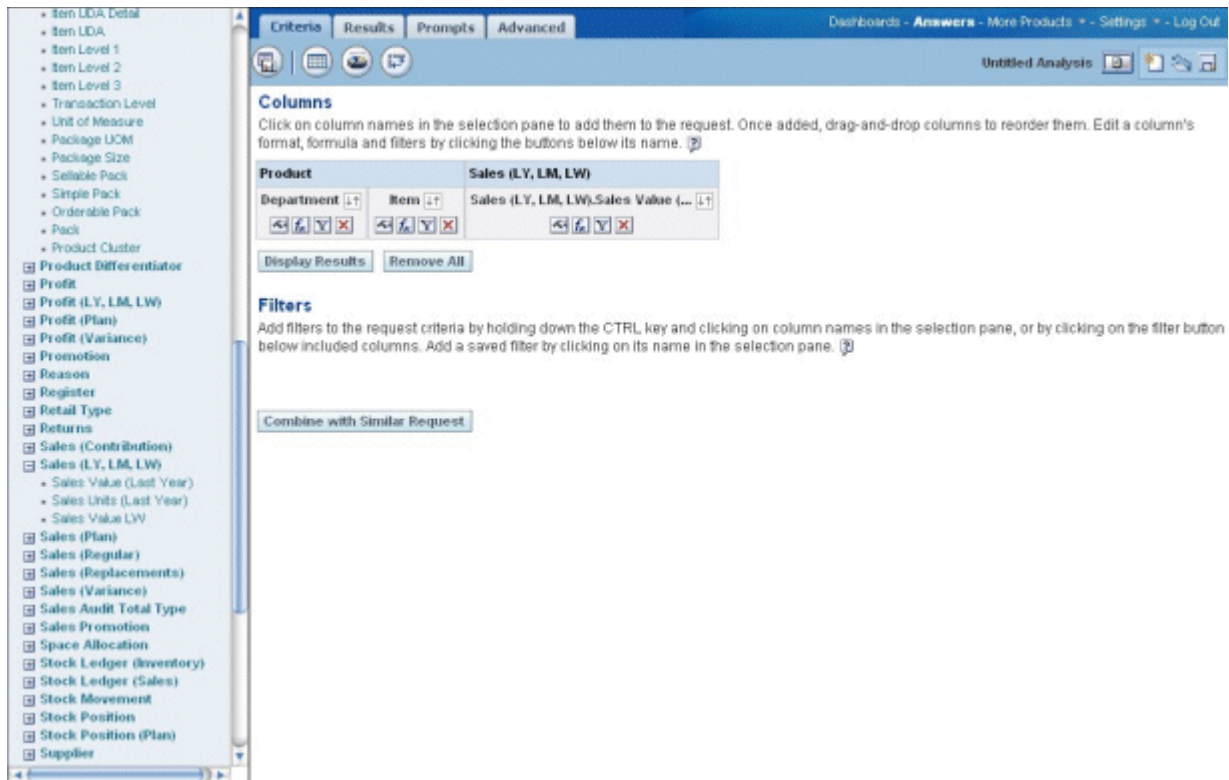 Item UDA Detail
Item UDA
Item Level 1
Item Level 2
Item Level 3
Transaction Level
Unit of Measure
Package UOM
Package Size
Sellable Pack
Simple Pack
Orderable Pack
Pack
Product Cluster
Product Differentiator
Profit
Profit (LY, LM, LW)
Profit (Plan)
Profit (Variance)
Promotion
Reason
Register
Retail Type
Returns
Sales (Contribution)
Sales (LY, LM, LW)
Sales Value (Last Year)
Sales Units (Last Year)
Sales Value LW
Sales (Plan)
Sales (Regular)
Sales (Replacements)
Sales (Variance)
Sales Audit Total Type
Sales Promotion
Space Allocation
Stock Ledger (Inventory)
Stock Ledger (Sales)
Stock Movement
Stock Position
Stock Position (Plan)
Supplier
Criteria Results Prompts Advanced
Dashboards - Answers - More Products - Settings - Log Out
Untitled Analysis
Columns
Click on column names in the selection pane to add them to the request. Once added, drag-and-drop columns to reorder them. Edit a column's
format, formula and filters by clicking the buttons below its name.
Product Sales (LY, LM, LW)
Department Item Sales (LY, LM, LW).Sales Value (...
Display Results Remove All
Filters
Add filters to the request criteria by holding down the CTRL key and clicking on column names in the selection pane, or by clicking on the filter button
below included columns. Add a saved filter by clicking on its name in the selection pane.
Combine with Similar Request